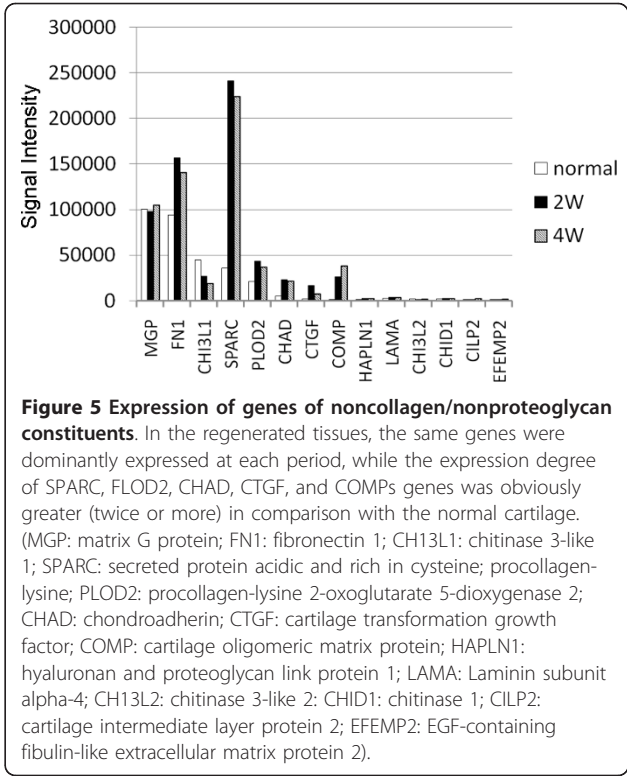 300000
250000
200000
150000
100000
50000
0
Signal Intensity
normal
2W
4W
MGP
FN1
CHI3L1
SPARC
PLOD2
CHAD
CTGF
COMP
HAPLN1
LAMA
CHI3L2
CHID1
CILP2
EFEMP2
Figure 5 Expression of genes of noncollagen/nonproteoglycan
constituents. In the regenerated tissues, the same genes were
dominantly expressed at each period, while the expression degree
of SPARC, FLOD2, CHAD, CTGF, and COMPs genes was obviously
greater (twice or more) in comparison with the normal cartilage.
(MGP: matrix G protein; FN1: fibronectin 1; CH13L1: chitinase 3-like
1; SPARC: secreted protein acidic and rich in cysteine; procollagen-
lysine; PLOD2: procollagen-lysine 2-oxoglutarate 5-dioxygenase 2;
CHAD: chondroadherin; CTGF: cartilage transformation growth
factor; COMP: cartilage oligomeric matrix protein; HAPLN1:
hyaluronan and proteoglycan link protein 1; LAMA: Laminin subunit
alpha-4; CH13L2: chitinase 3-like 2: CHID1: chitinase 1; CILP2:
cartilage intermediate layer protein 2; EFEMP2: EGF-containing
fibulin-like extracellular matrix protein 2).